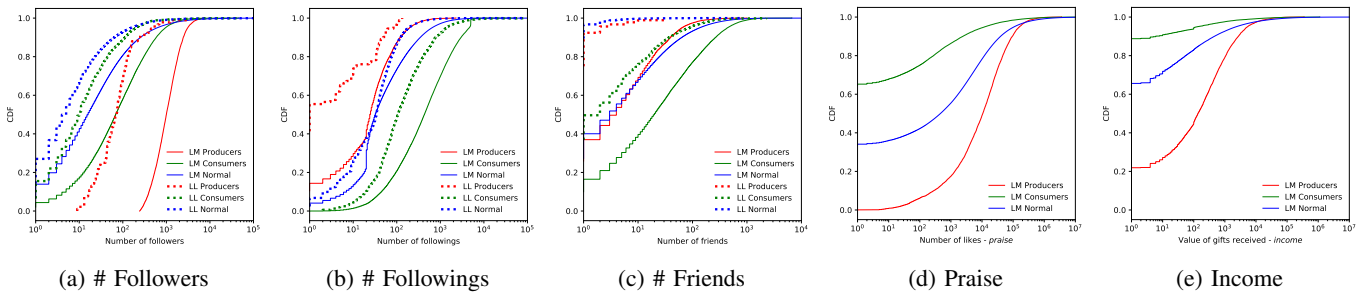 CDF
1.0
0.8
0.6
0.4
0.2
0.0
LM Producers
LM Consumers
LM Normal
LL Producers
LL Consumers
LL Normal
10^0 10^1 10^2 10^3 10^4 10^5
Number of followers
(a) # Followers
CDF
1.0
0.8
0.6
0.4
0.2
0.0
LM Producers
LM Consumers
LM Normal
LL Producers
LL Consumers
LL Normal
10^0 10^1 10^2 10^3 10^4 10^5
Number of followings
(b) # Followings
CDF
1.0
0.8
0.6
0.4
0.2
0.0
LM Producers
LM Consumers
LM Normal
LL Producers
LL Consumers
LL Normal
10^0 10^1 10^2 10^3 10^4
Number of friends
(c) # Friends
CDF
1.0
0.8
0.6
0.4
0.2
0.0
LM Producers
LM Consumers
LM Normal
10^0 10^1 10^2 10^3 10^4 10^5 10^6 10^7
Number of likes - praise
(d) Praise
CDF
1.0
0.8
0.6
0.4
0.2
0.0
LM Producers
LM Consumers
LM Normal
10^0 10^1 10^2 10^3 10^4 10^5 10^6 10^7
Value of gifts received - income
(e) Income